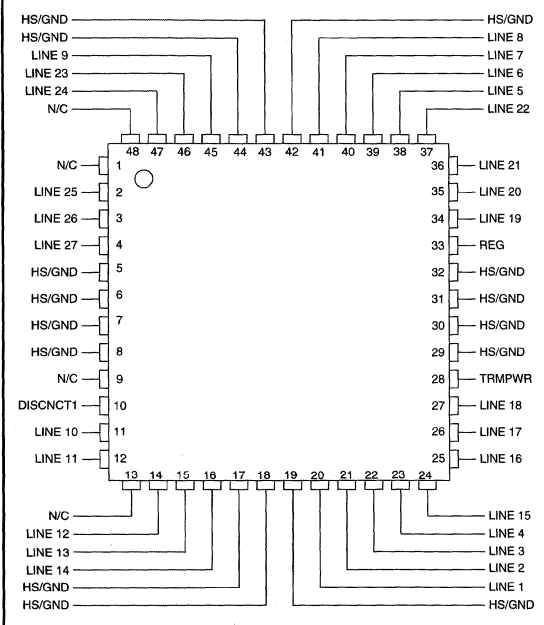 HS/GND HS/GND
HS/GND LINE 8
LINE 9 LINE 7
LINE 23 LINE 6
LINE 24 LINE 5
N/C LINE 22
48 47 46 45 44 43 42 41 40 39 38 37
N/C 1 36 LINE 21
LINE 25 2 35 LINE 20
LINE 26 3 34 LINE 19
LINE 27 4 33 REG
HS/GND 5 32 HS/GND
HS/GND 6 31 HS/GND
HS/GND 7 30 HS/GND
HS/GND 8 29 HS/GND
N/C 9 28 TRMPWR
DISCNCT1 10 27 LINE 18
LINE 10 11 26 LINE 17
LINE 11 12 25 LINE 16
13 14 15 16 17 18 19 20 21 22 23 24
N/C LINE 15
LINE 12 LINE 4
LINE 13 LINE 3
LINE 14 LINE 2
HS/GND LINE 1
HS/GND HS/GND